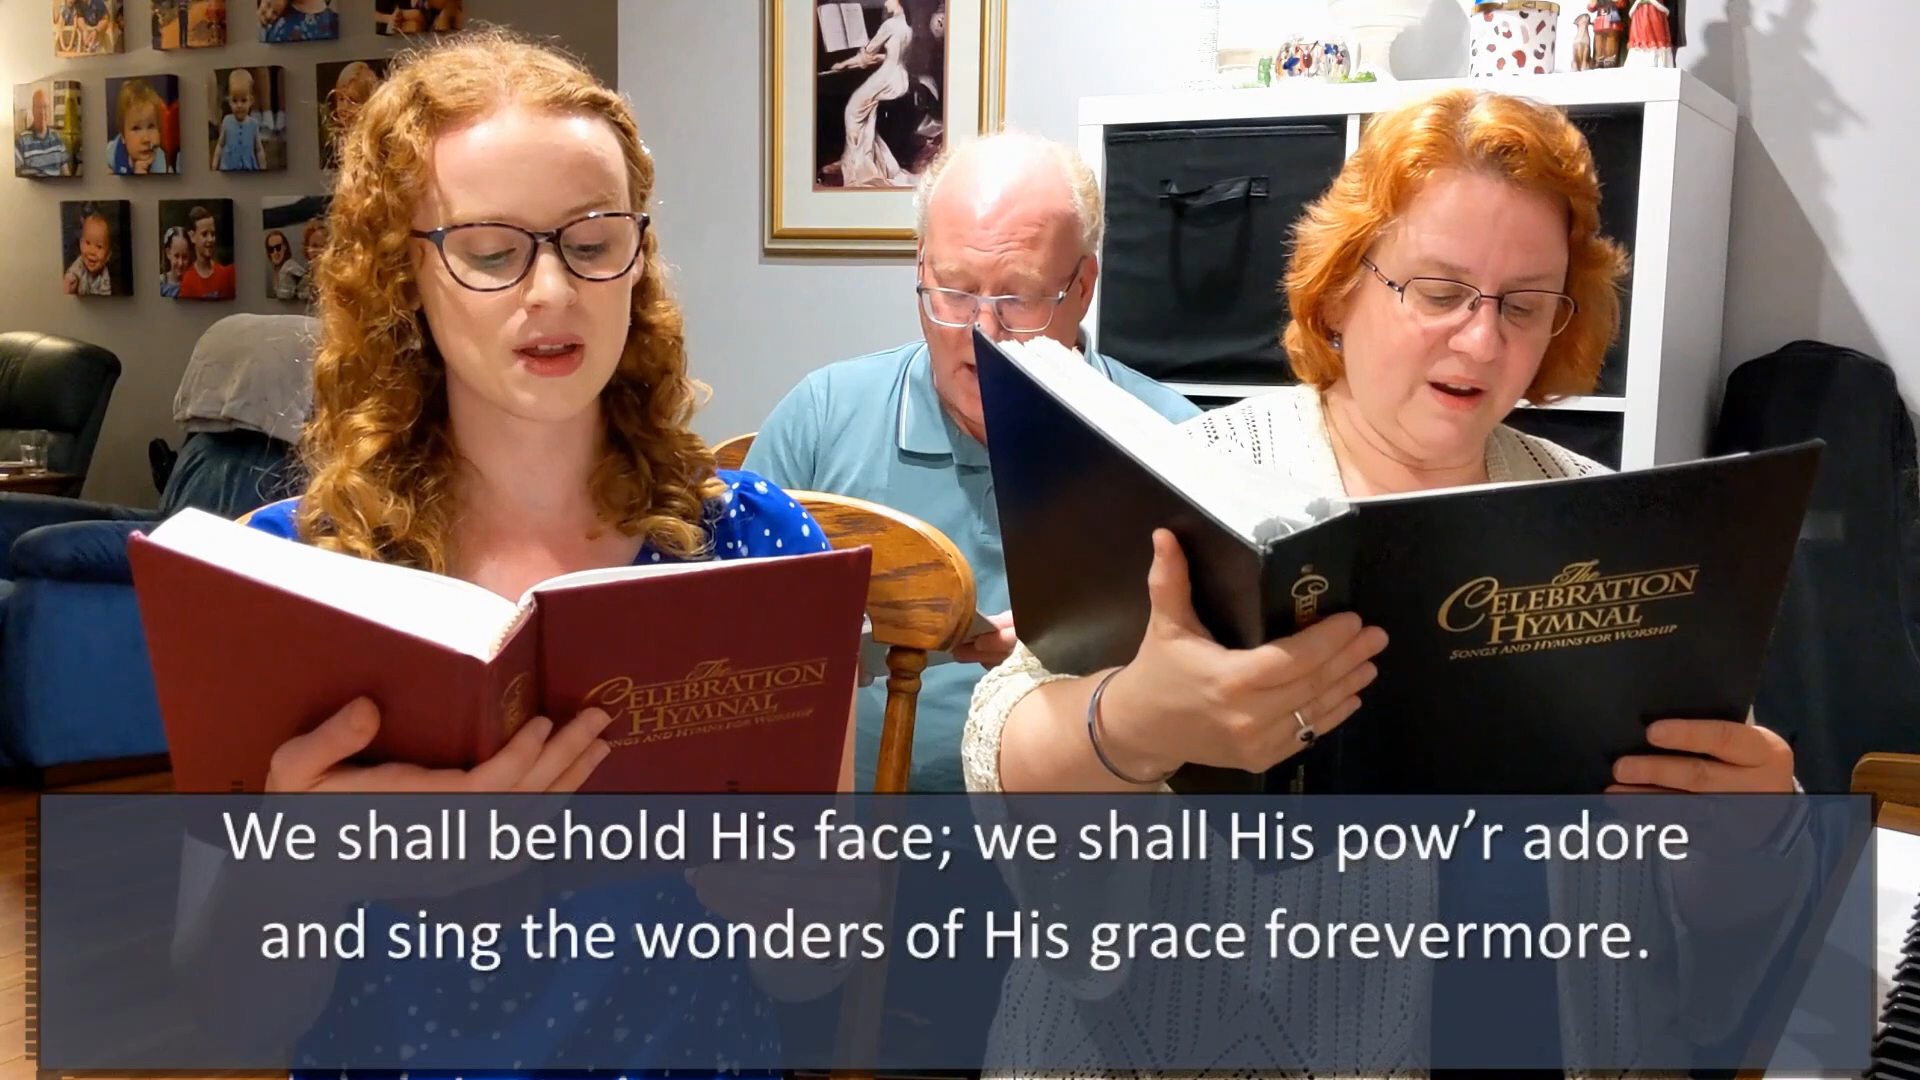 The
CELEBRATION
HYMNAL
SONGS AND HYMNS FOR WORSHIP
The
CELEBRATION
HYMNAL
SONGS AND HYMNS FOR WORSHIP
We shall behold His face; we shall His pow’r adore
and sing the wonders of His grace forevermore.